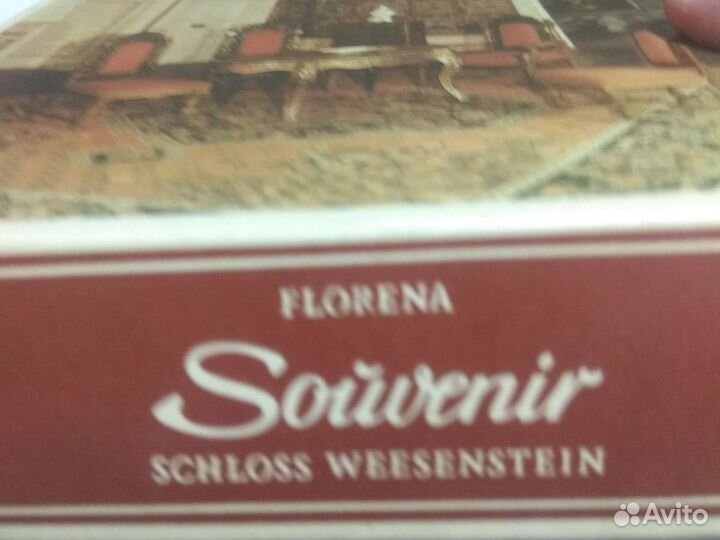 FLORENA
Souvenir
SCHLOSS WEESENSTEIN
Avito